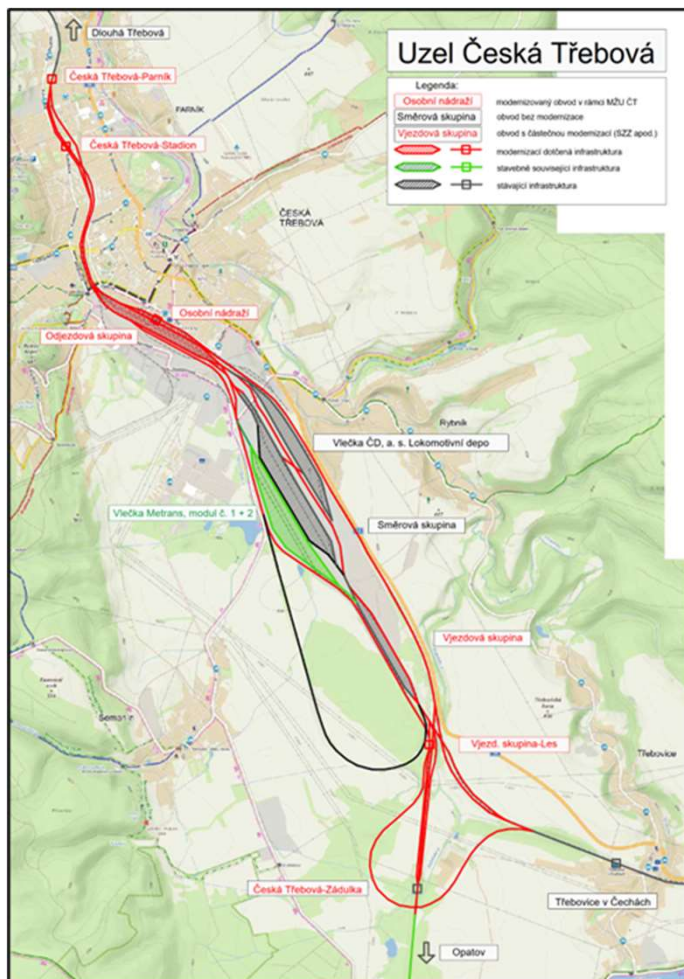 Dlouhá Třebová
Uzel Česká Třebová
Legenda:
Osobní nádraží modernizovaný obvod v rámci MŽU ČT
Směrová skupina obvod bez modernizace
Vjezdová skupina obvod s částečnou modernizací (SZZ apod.)
modernizací dotčená infrastruktura
stavebně související infrastruktura
stávající infrastruktura
Česká Třebová-Parník
PARNÍK
Česká Třebová-Stadion
ČESKÁ
TŘEBOVÁ
Osobní nádraží
Odjezdová skupina
Rybník
Vlečka ČD, a. s. Lokomotivní depo
Vlečka Metrans, modul č. 1 + 2
Směrová skupina
Vjezdová skupina
Semanín
Vjezd. skupina-Les
Třebovice
Česká Třebová-Zádulka
Třebovice v Čechách
Opatov